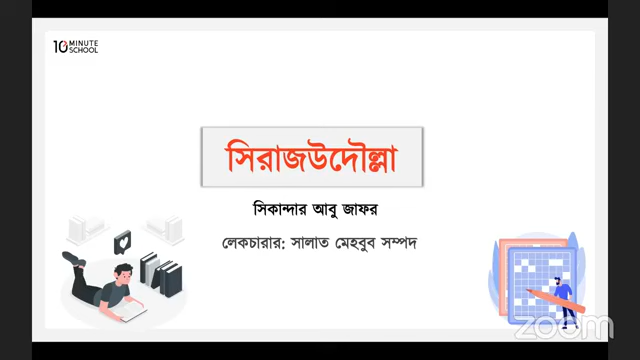 10 MINUTE
SCHOOL
সিরাজউদৌল্লা
সিকান্দার আবু জাফর
লেকচারার: সালাত মেহবুব সম্পদ
zoom